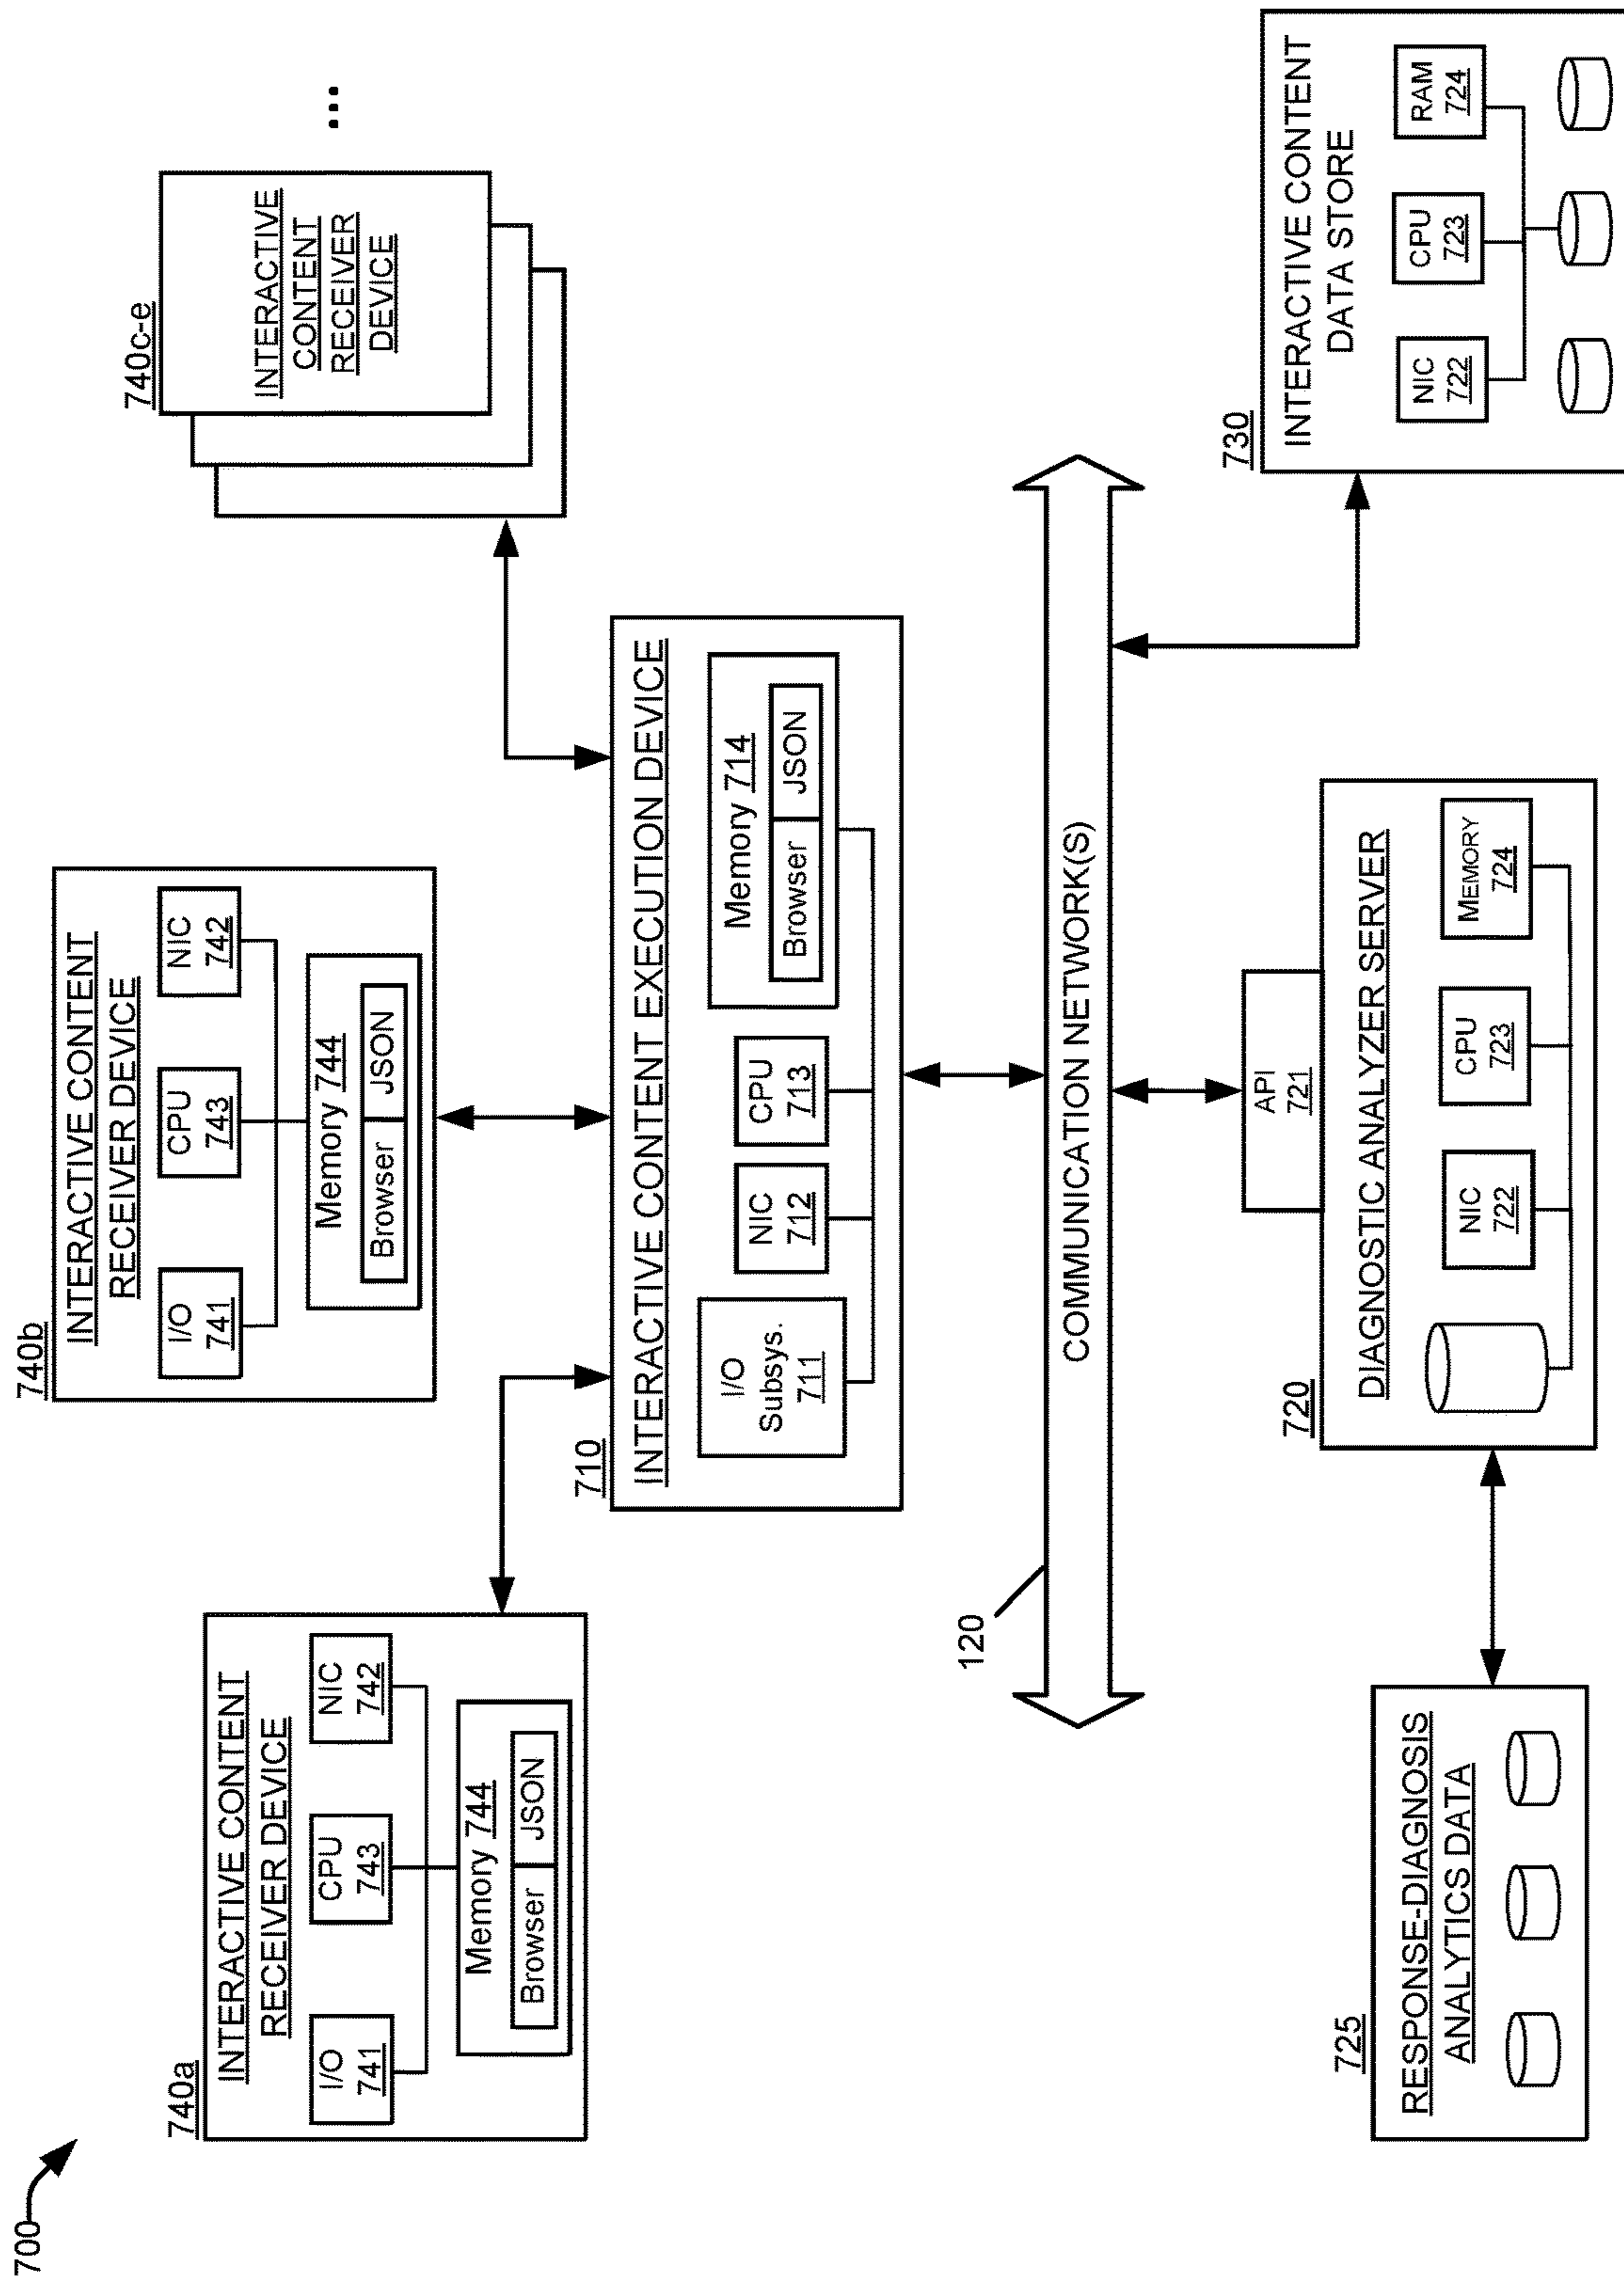 700
740a
INTERACTIVE CONTENT
RECEIVER DEVICE
I/O
741
CPU
743
NIC
742
Memory 744
Browser
JSON
740b
INTERACTIVE CONTENT
RECEIVER DEVICE
I/O
741
CPU
743
NIC
742
Memory 744
Browser
JSON
740c-e
INTERACTIVE
CONTENT
RECEIVER
DEVICE
...
710
INTERACTIVE CONTENT EXECUTION DEVICE
I/O
Subsys.
711
NIC
712
CPU
713
Memory 714
Browser
JSON
120
COMMUNICATION NETWORK(S)
725
RESPONSE-DIAGNOSIS
ANALYTICS DATA
API
721
720
DIAGNOSTIC ANALYZER SERVER
NIC
722
CPU
723
MEMORY
724
730
INTERACTIVE CONTENT
DATA STORE
NIC
722
CPU
723
RAM
724